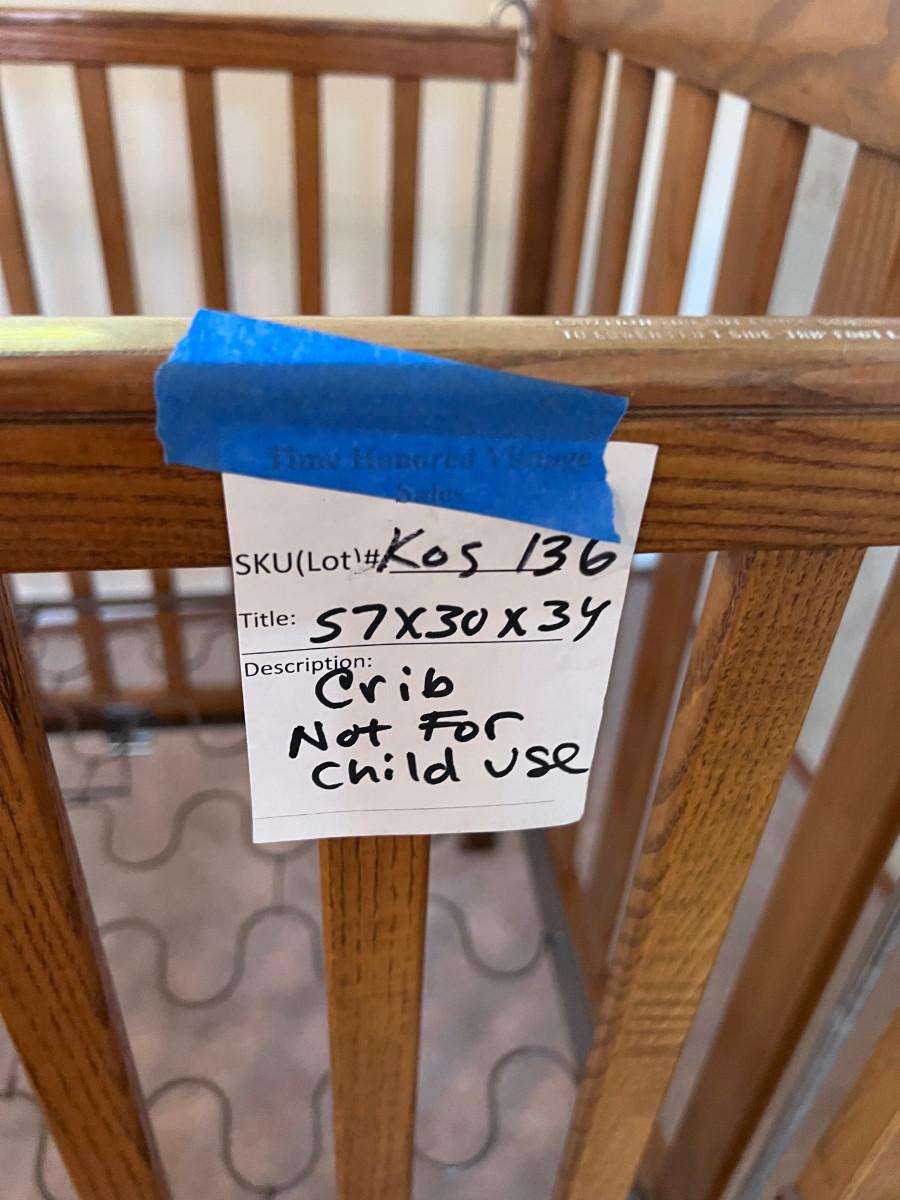 Time Honored Vintage
Sales
SKU(Lot)# Kos 136
Title: 57X30X34
Description:
Crib
Not For
Child Use